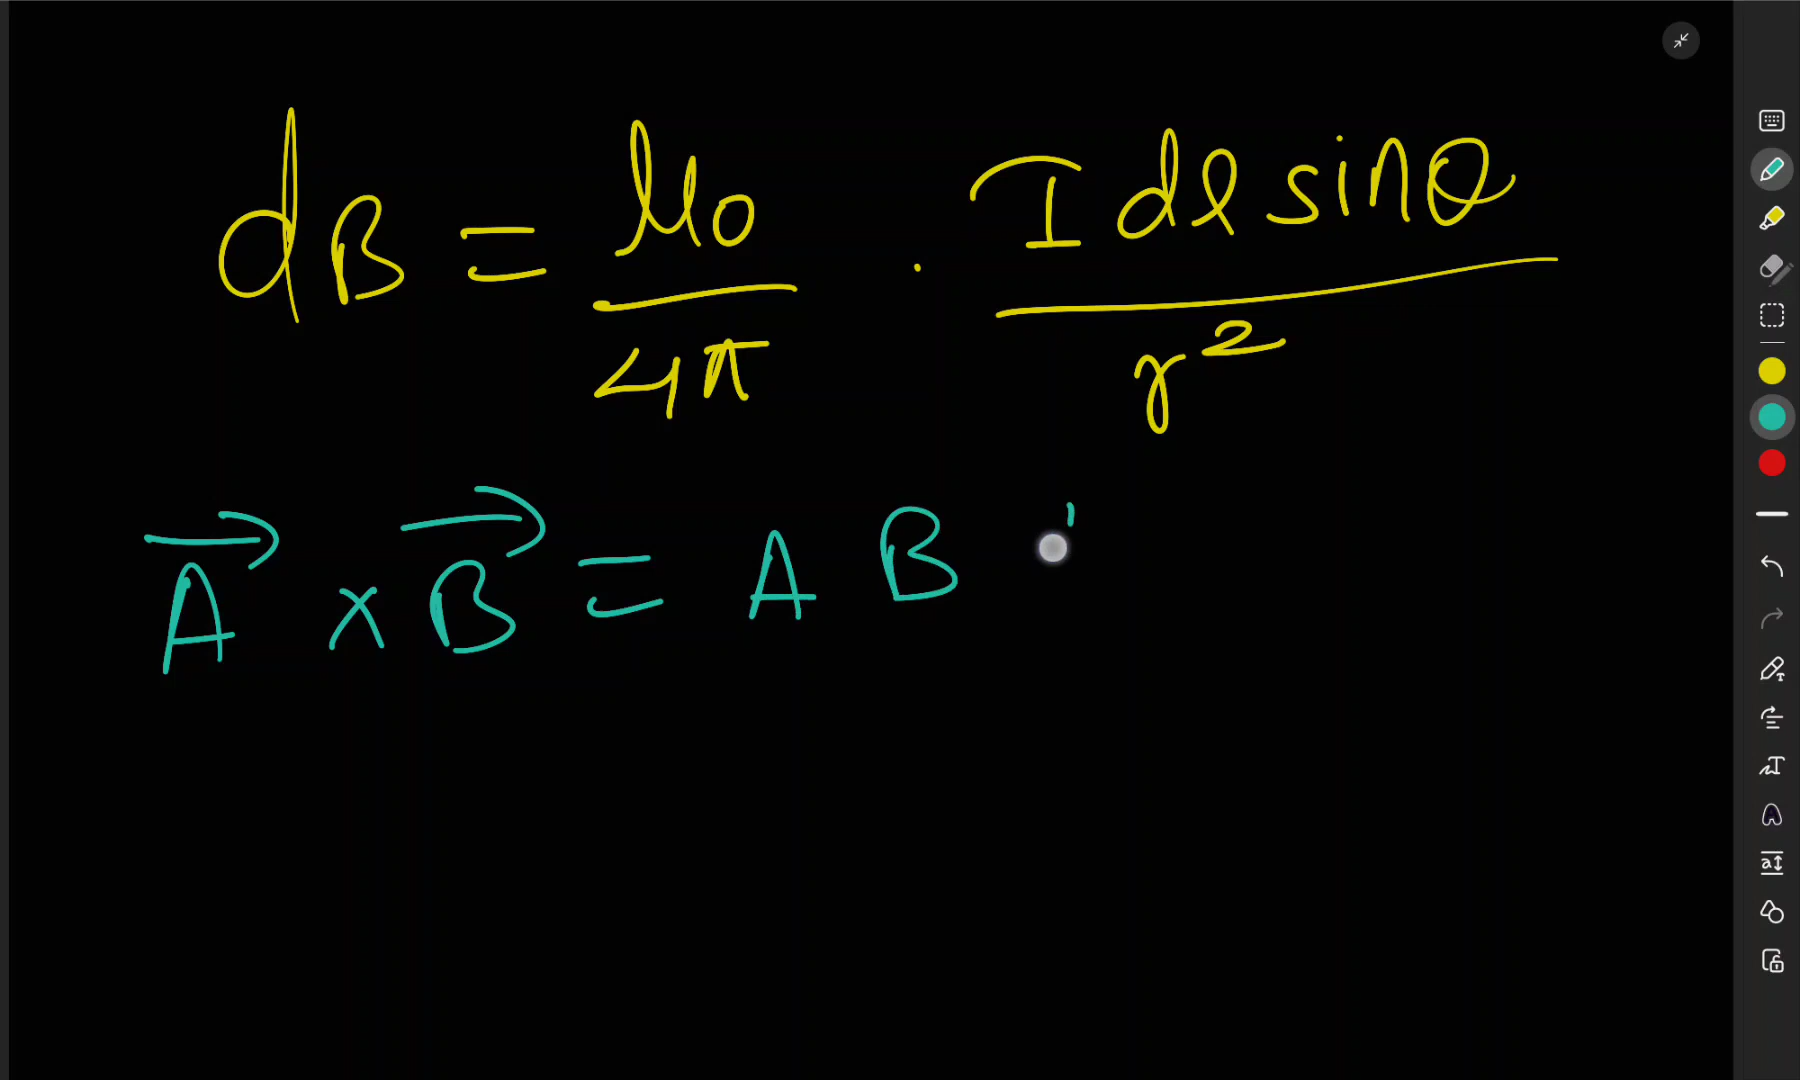 dB = μ0/4π · I dl sinθ / r²
A⃗ × B⃗ = A B